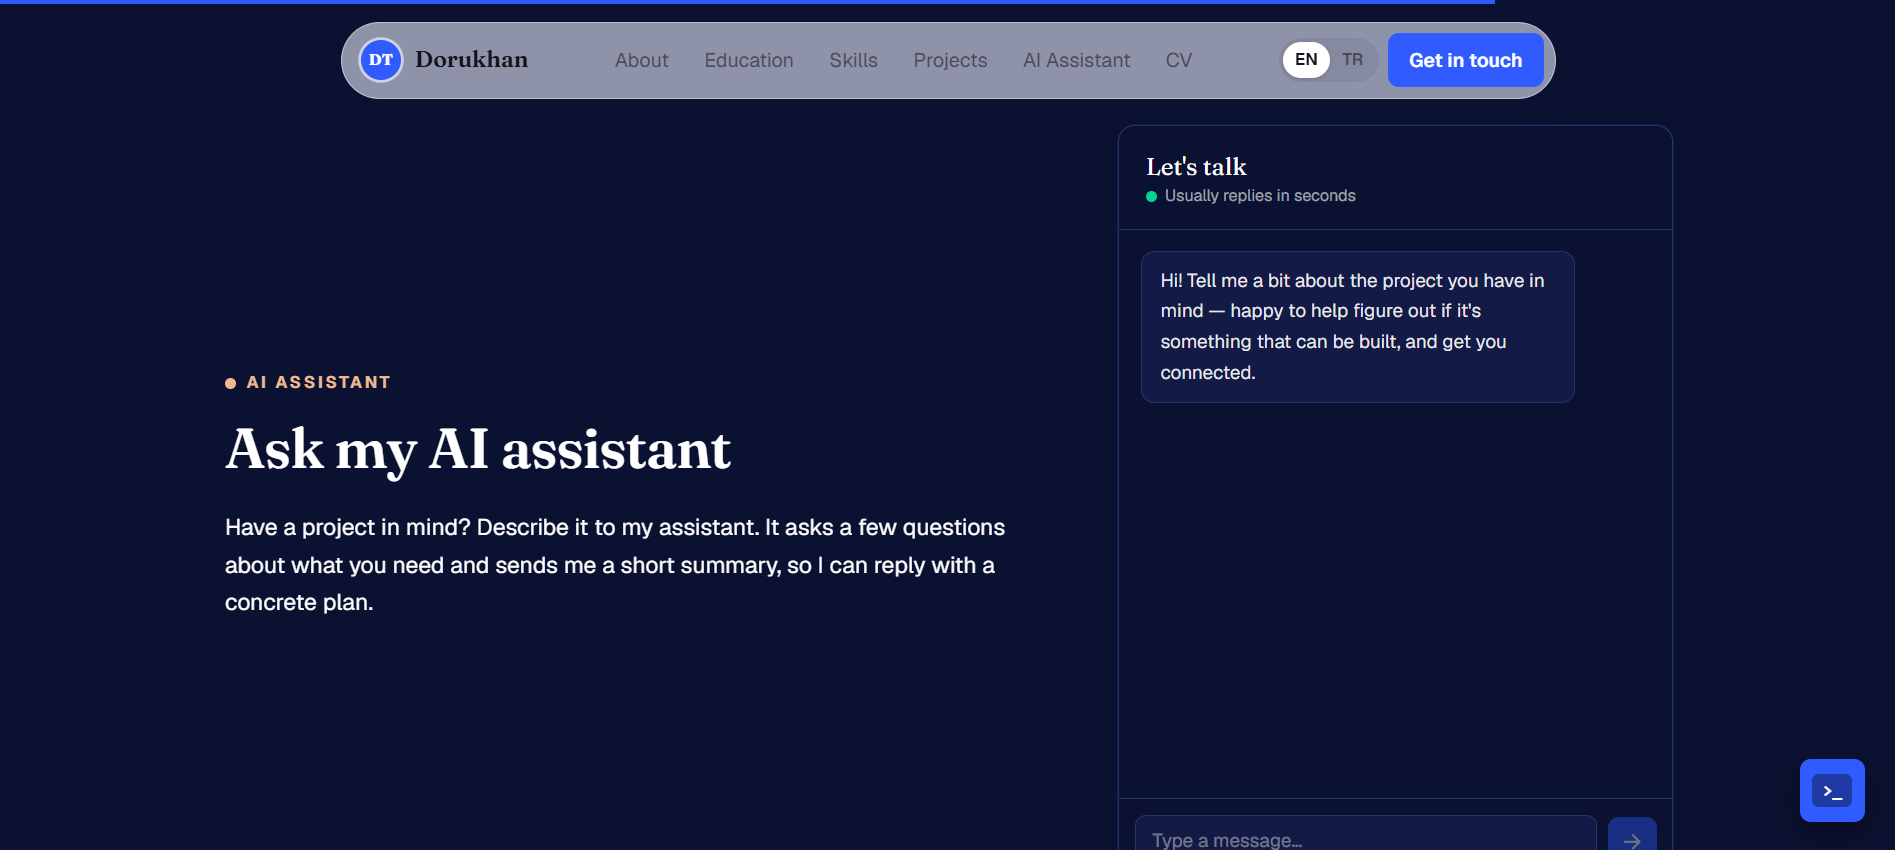 DT Dorukhan About Education Skills Projects AI Assistant CV EN TR Get in touch
Let's talk
Usually replies in seconds
Hi! Tell me a bit about the project you have in
mind — happy to help figure out if it's
something that can be built, and get you
connected.
AI ASSISTANT
Ask my AI assistant
Have a project in mind? Describe it to my assistant. It asks a few questions
about what you need and sends me a short summary, so I can reply with a
concrete plan.
>_
Type a message...